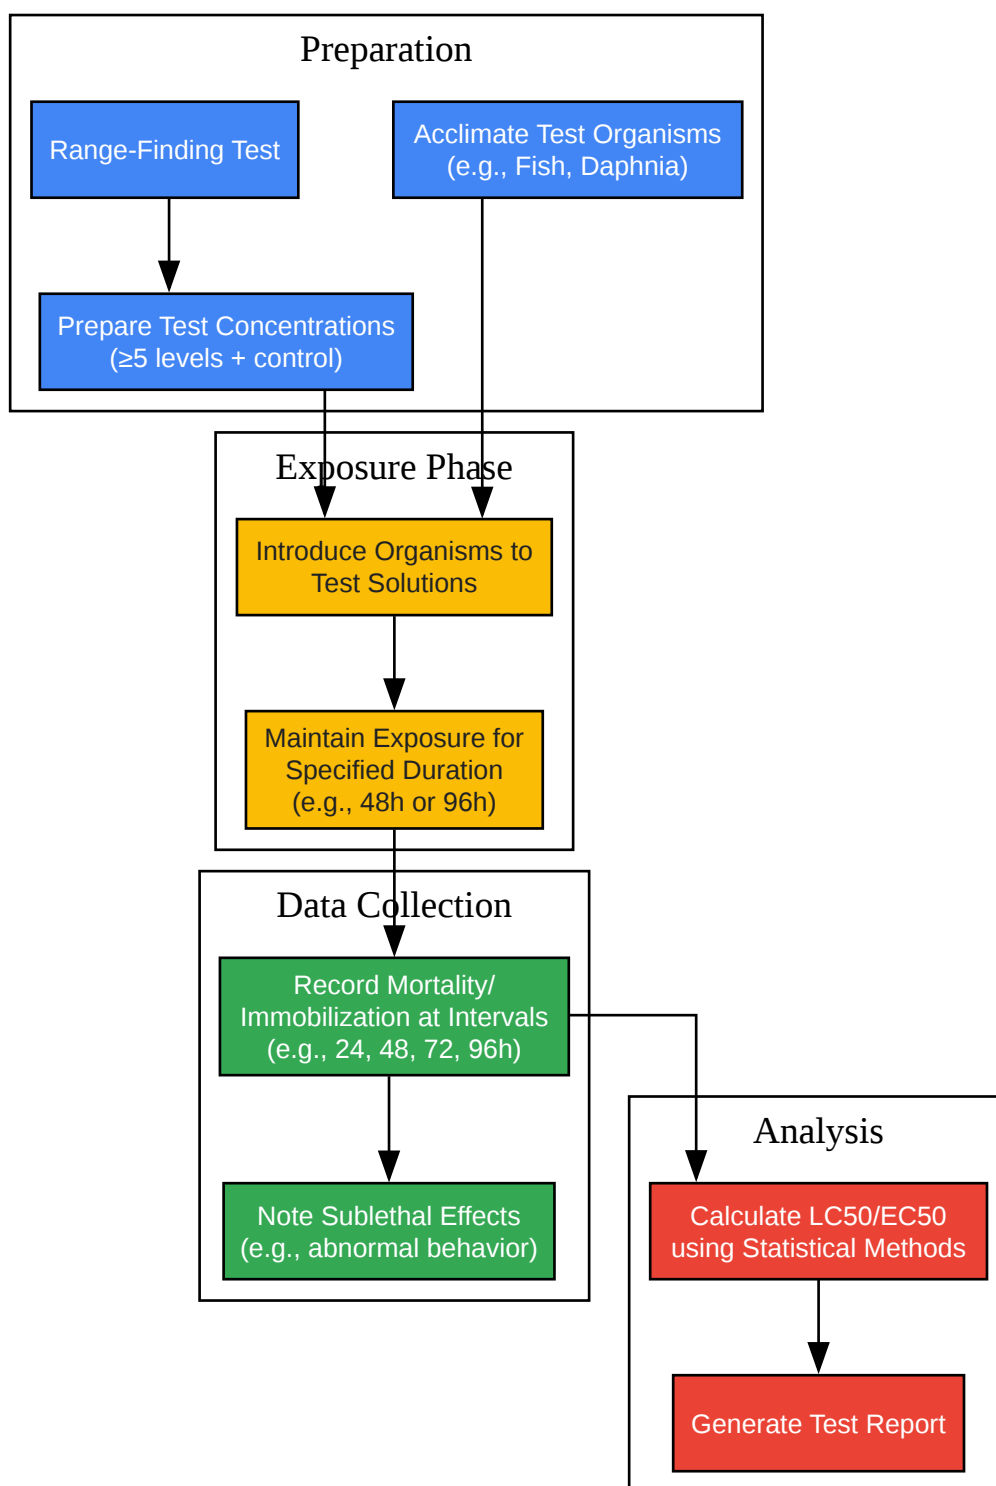 Preparation
Range-Finding Test
Acclimate Test Organisms
(e.g., Fish, Daphnia)
Prepare Test Concentrations
(≥5 levels + control)
Exposure Phase
Introduce Organisms to
Test Solutions
Maintain Exposure for
Specified Duration
(e.g., 48h or 96h)
Data Collection
Record Mortality/
Immobilization at Intervals
(e.g., 24, 48, 72, 96h)
Note Sublethal Effects
(e.g., abnormal behavior)
Analysis
Calculate LC50/EC50
using Statistical Methods
Generate Test Report